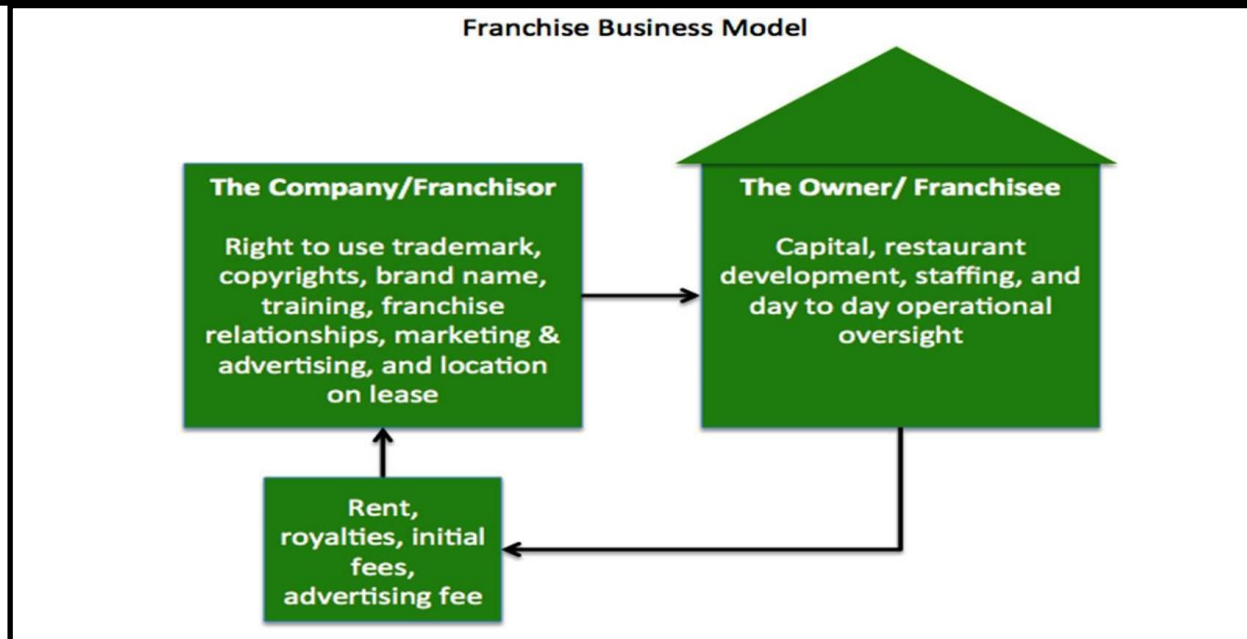 Franchise Business Model
The Company/Franchisor
Right to use trademark,
copyrights, brand name,
training, franchise
relationships, marketing &
advertising, and location
on lease
The Owner/ Franchisee
Capital, restaurant
development, staffing, and
day to day operational
oversight
Rent,
royalties, initial
fees,
advertising fee